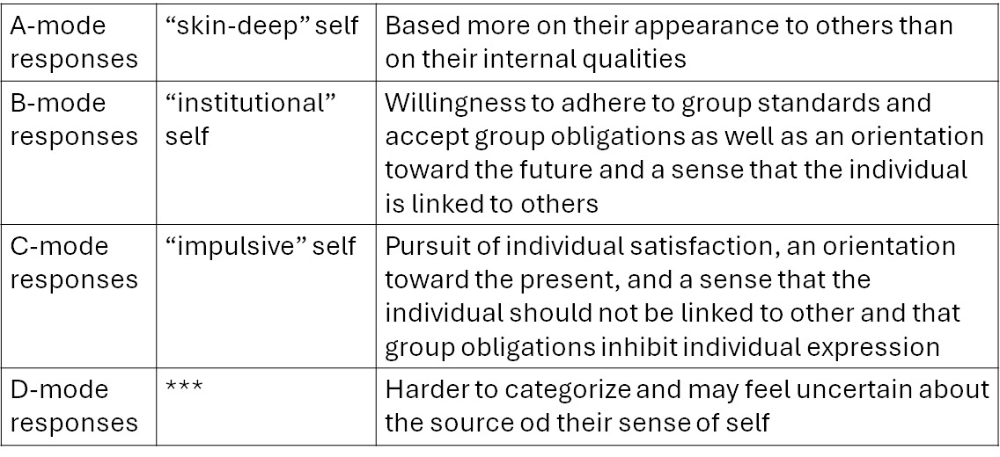 A-mode
responses
“skin-deep” self
Based more on their appearance to others than
on their internal qualities
B-mode
responses
“institutional”
self
Willingness to adhere to group standards and
accept group obligations as well as an orientation
toward the future and a sense that the individual
is linked to others
C-mode
responses
“impulsive” self
Pursuit of individual satisfaction, an orientation
toward the present, and a sense that the
individual should not be linked to other and that
group obligations inhibit individual expression
D-mode
responses
***
Harder to categorize and may feel uncertain about
the source od their sense of self